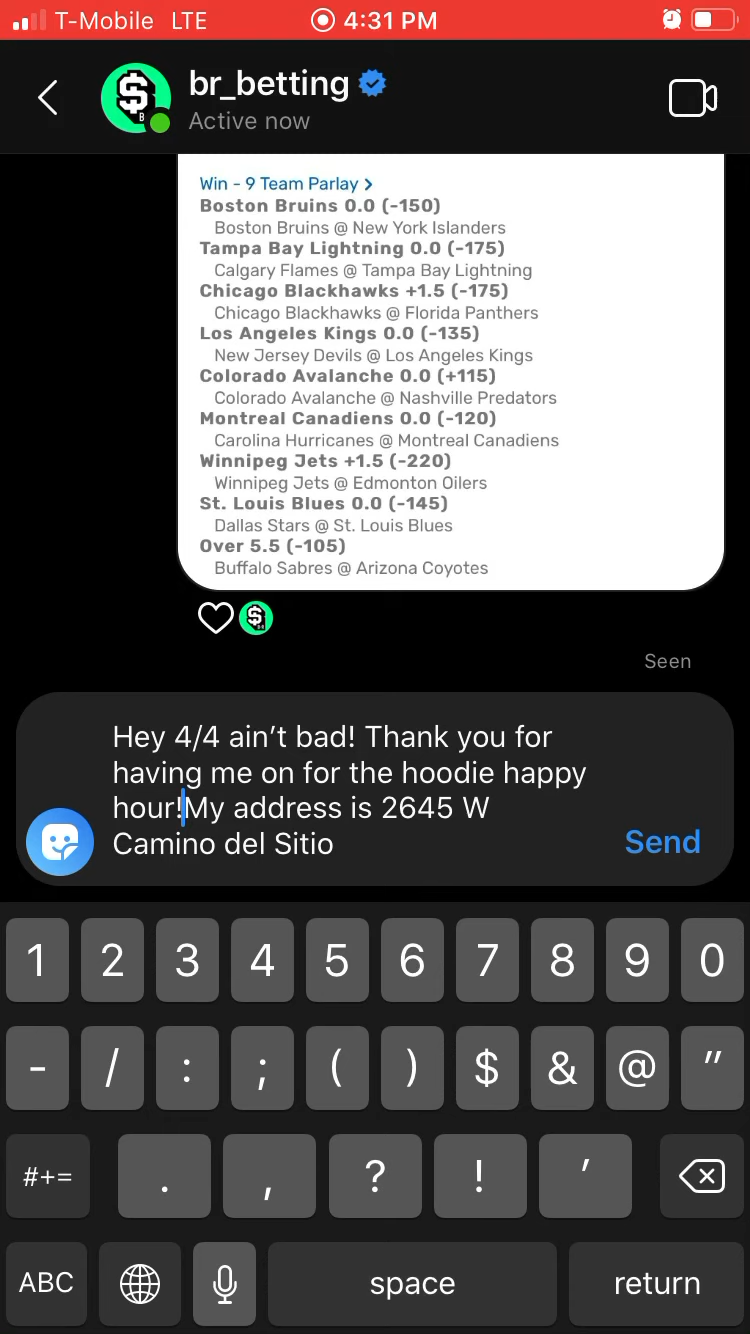 T-Mobile LTE 4:31 PM
br_betting
Active now
Win - 9 Team Parlay >
Boston Bruins 0.0 (-150)
Boston Bruins @ New York Islanders
Tampa Bay Lightning 0.0 (-175)
Calgary Flames @ Tampa Bay Lightning
Chicago Blackhawks +1.5 (-175)
Chicago Blackhawks @ Florida Panthers
Los Angeles Kings 0.0 (-135)
New Jersey Devils @ Los Angeles Kings
Colorado Avalanche 0.0 (+115)
Colorado Avalanche @ Nashville Predators
Montreal Canadiens 0.0 (-120)
Carolina Hurricanes @ Montreal Canadiens
Winnipeg Jets +1.5 (-220)
Winnipeg Jets @ Edmonton Oilers
St. Louis Blues 0.0 (-145)
Dallas Stars @ St. Louis Blues
Over 5.5 (-105)
Buffalo Sabres @ Arizona Coyotes
Seen
Hey 4/4 ain’t bad! Thank you for
having me on for the hoodie happy
hour!My address is 2645 W
Camino del Sitio
Send
1 2 3 4 5 6 7 8 9 0
- / : ; ( ) $ & @ "
#+= . , ? ! '
ABC space return